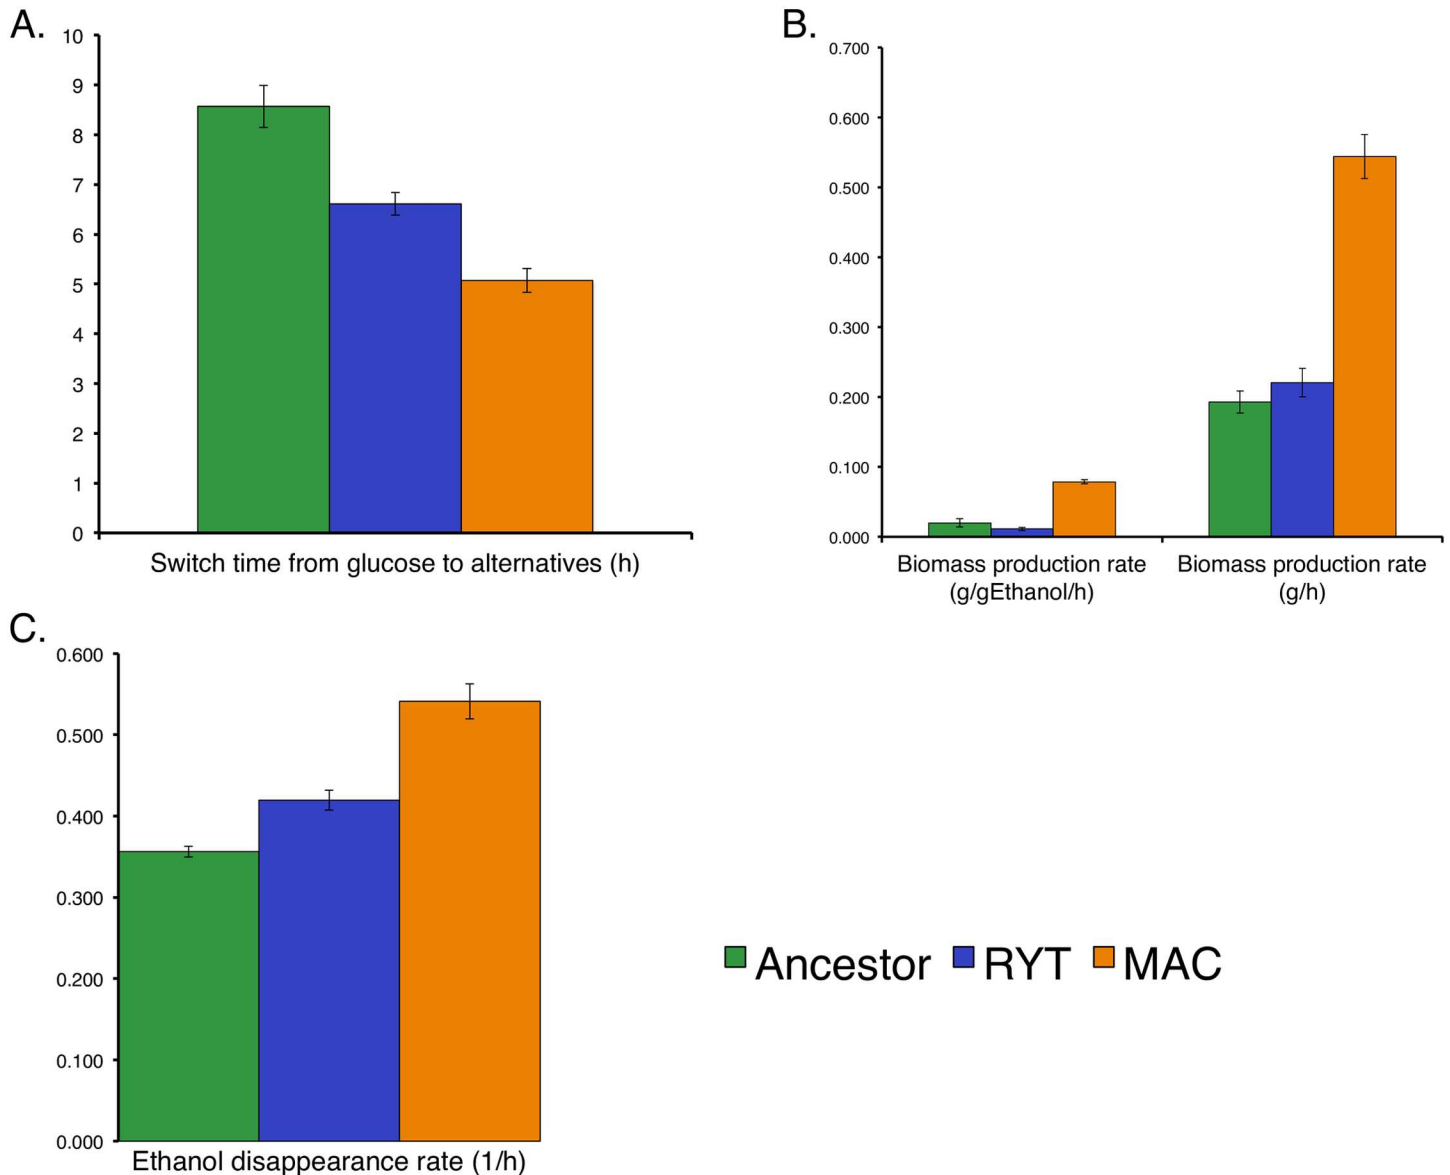 A.
10
9
8
7
6
5
4
3
2
1
0
Switch time from glucose to alternatives (h)
B.
0.700
0.600
0.500
0.400
0.300
0.200
0.100
0.000
Biomass production rate
(g/gEthanol/h)
Biomass production rate
(g/h)
C.
0.600
0.500
0.400
0.300
0.200
0.100
0.000
Ethanol disappearance rate (1/h)
Ancestor RYT MAC